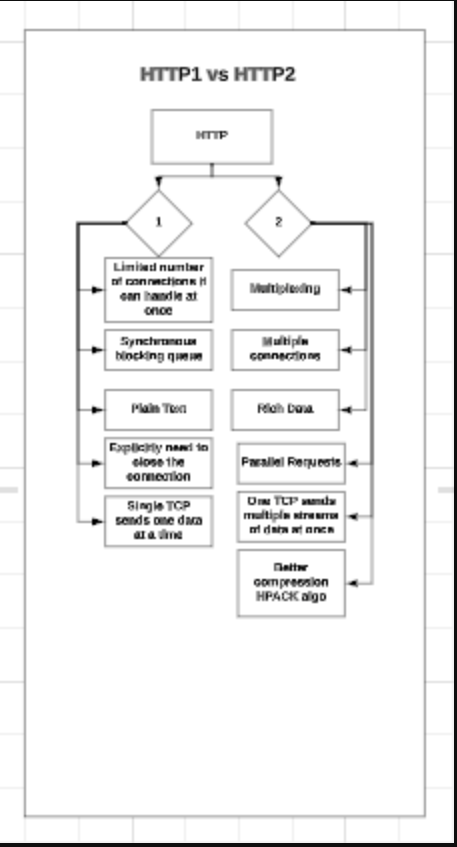 HTTP1 vs HTTP2
HTTP
1
2
Limited number
of connections it
can handle at
once
Synchronous
blocking queue
Plain Text
Explicitly need to
close the
connection
Single TCP
sends one data
at a time
Multiplexing
Multiple
connections
Rich Data
Parallel Requests
One TCP sends
multiple streams
of data at once
Better
compression
HPACK algo